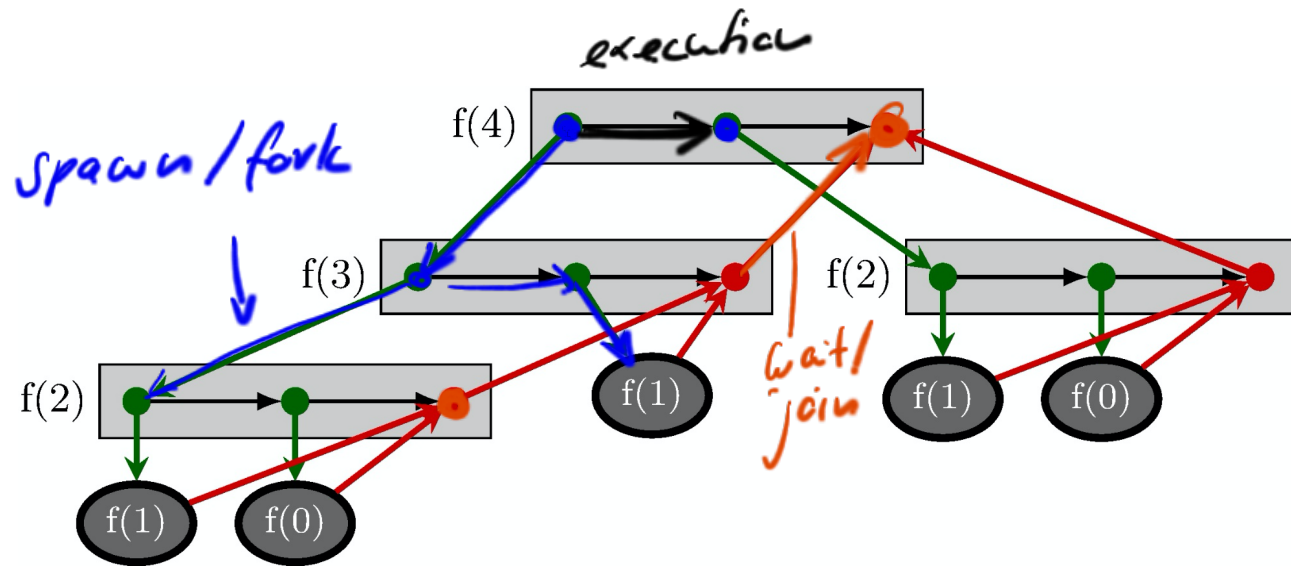 execution
f(4)
spawn/fork
f(3)
f(2)
f(1)
wait/
join
f(2)
f(1)
f(0)
f(1)
f(0)